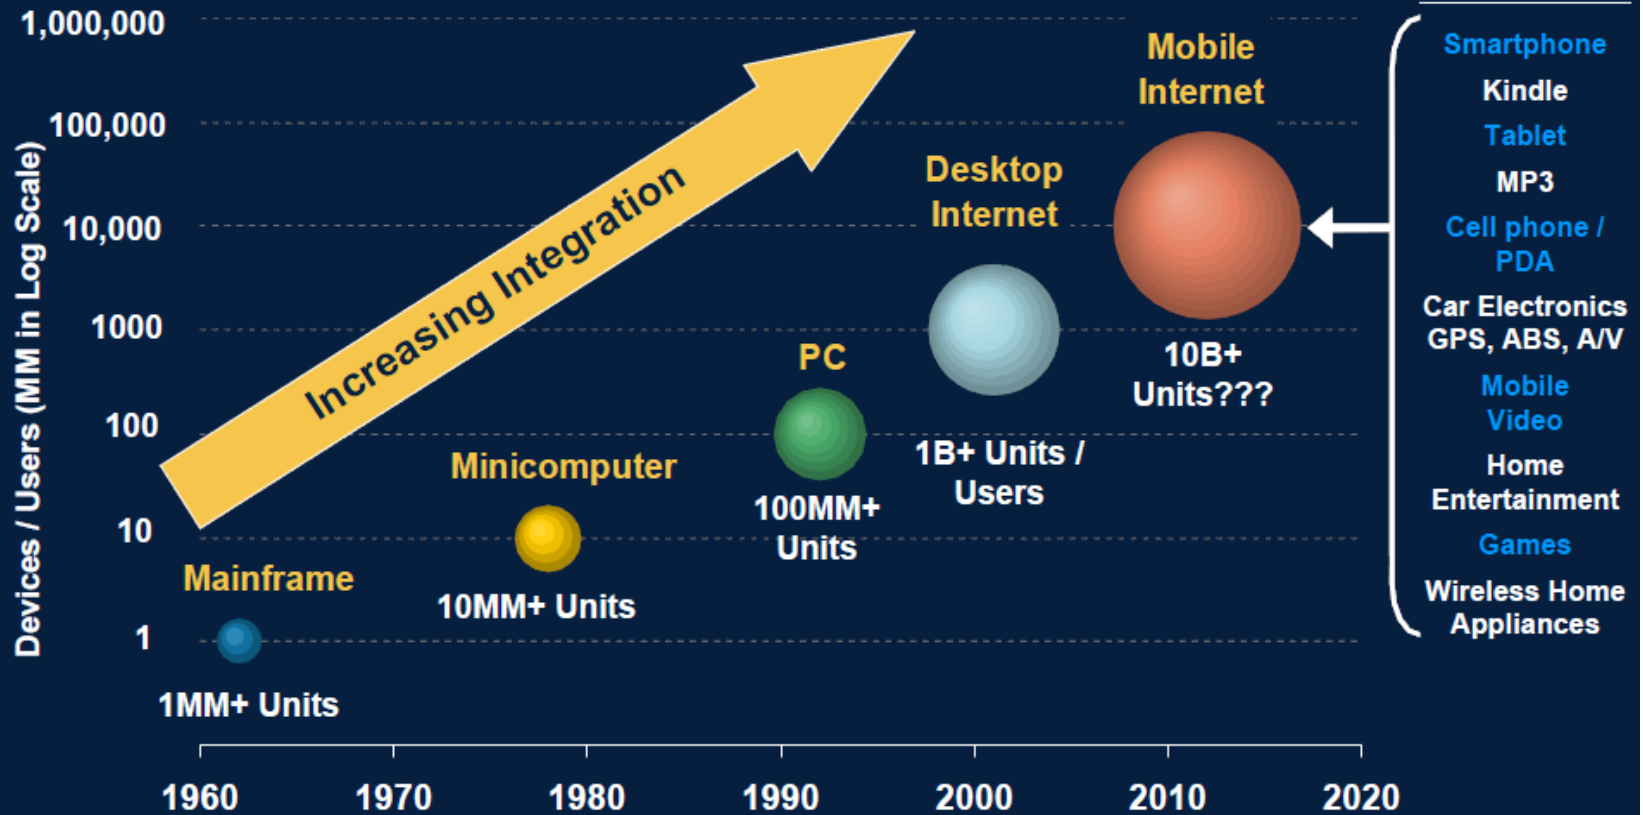 Devices / Users (MM in Log Scale)
1,000,000
100,000
10,000
1000
100
10
1
Increasing Integration
Mainframe
1MM+ Units
Minicomputer
10MM+ Units
PC
100MM+
Units
Desktop
Internet
1B+ Units /
Users
Mobile
Internet
10B+
Units???
Smartphone
Kindle
Tablet
MP3
Cell phone /
PDA
Car Electronics
GPS, ABS, A/V
Mobile
Video
Home
Entertainment
Games
Wireless Home
Appliances
1960
1970
1980
1990
2000
2010
2020